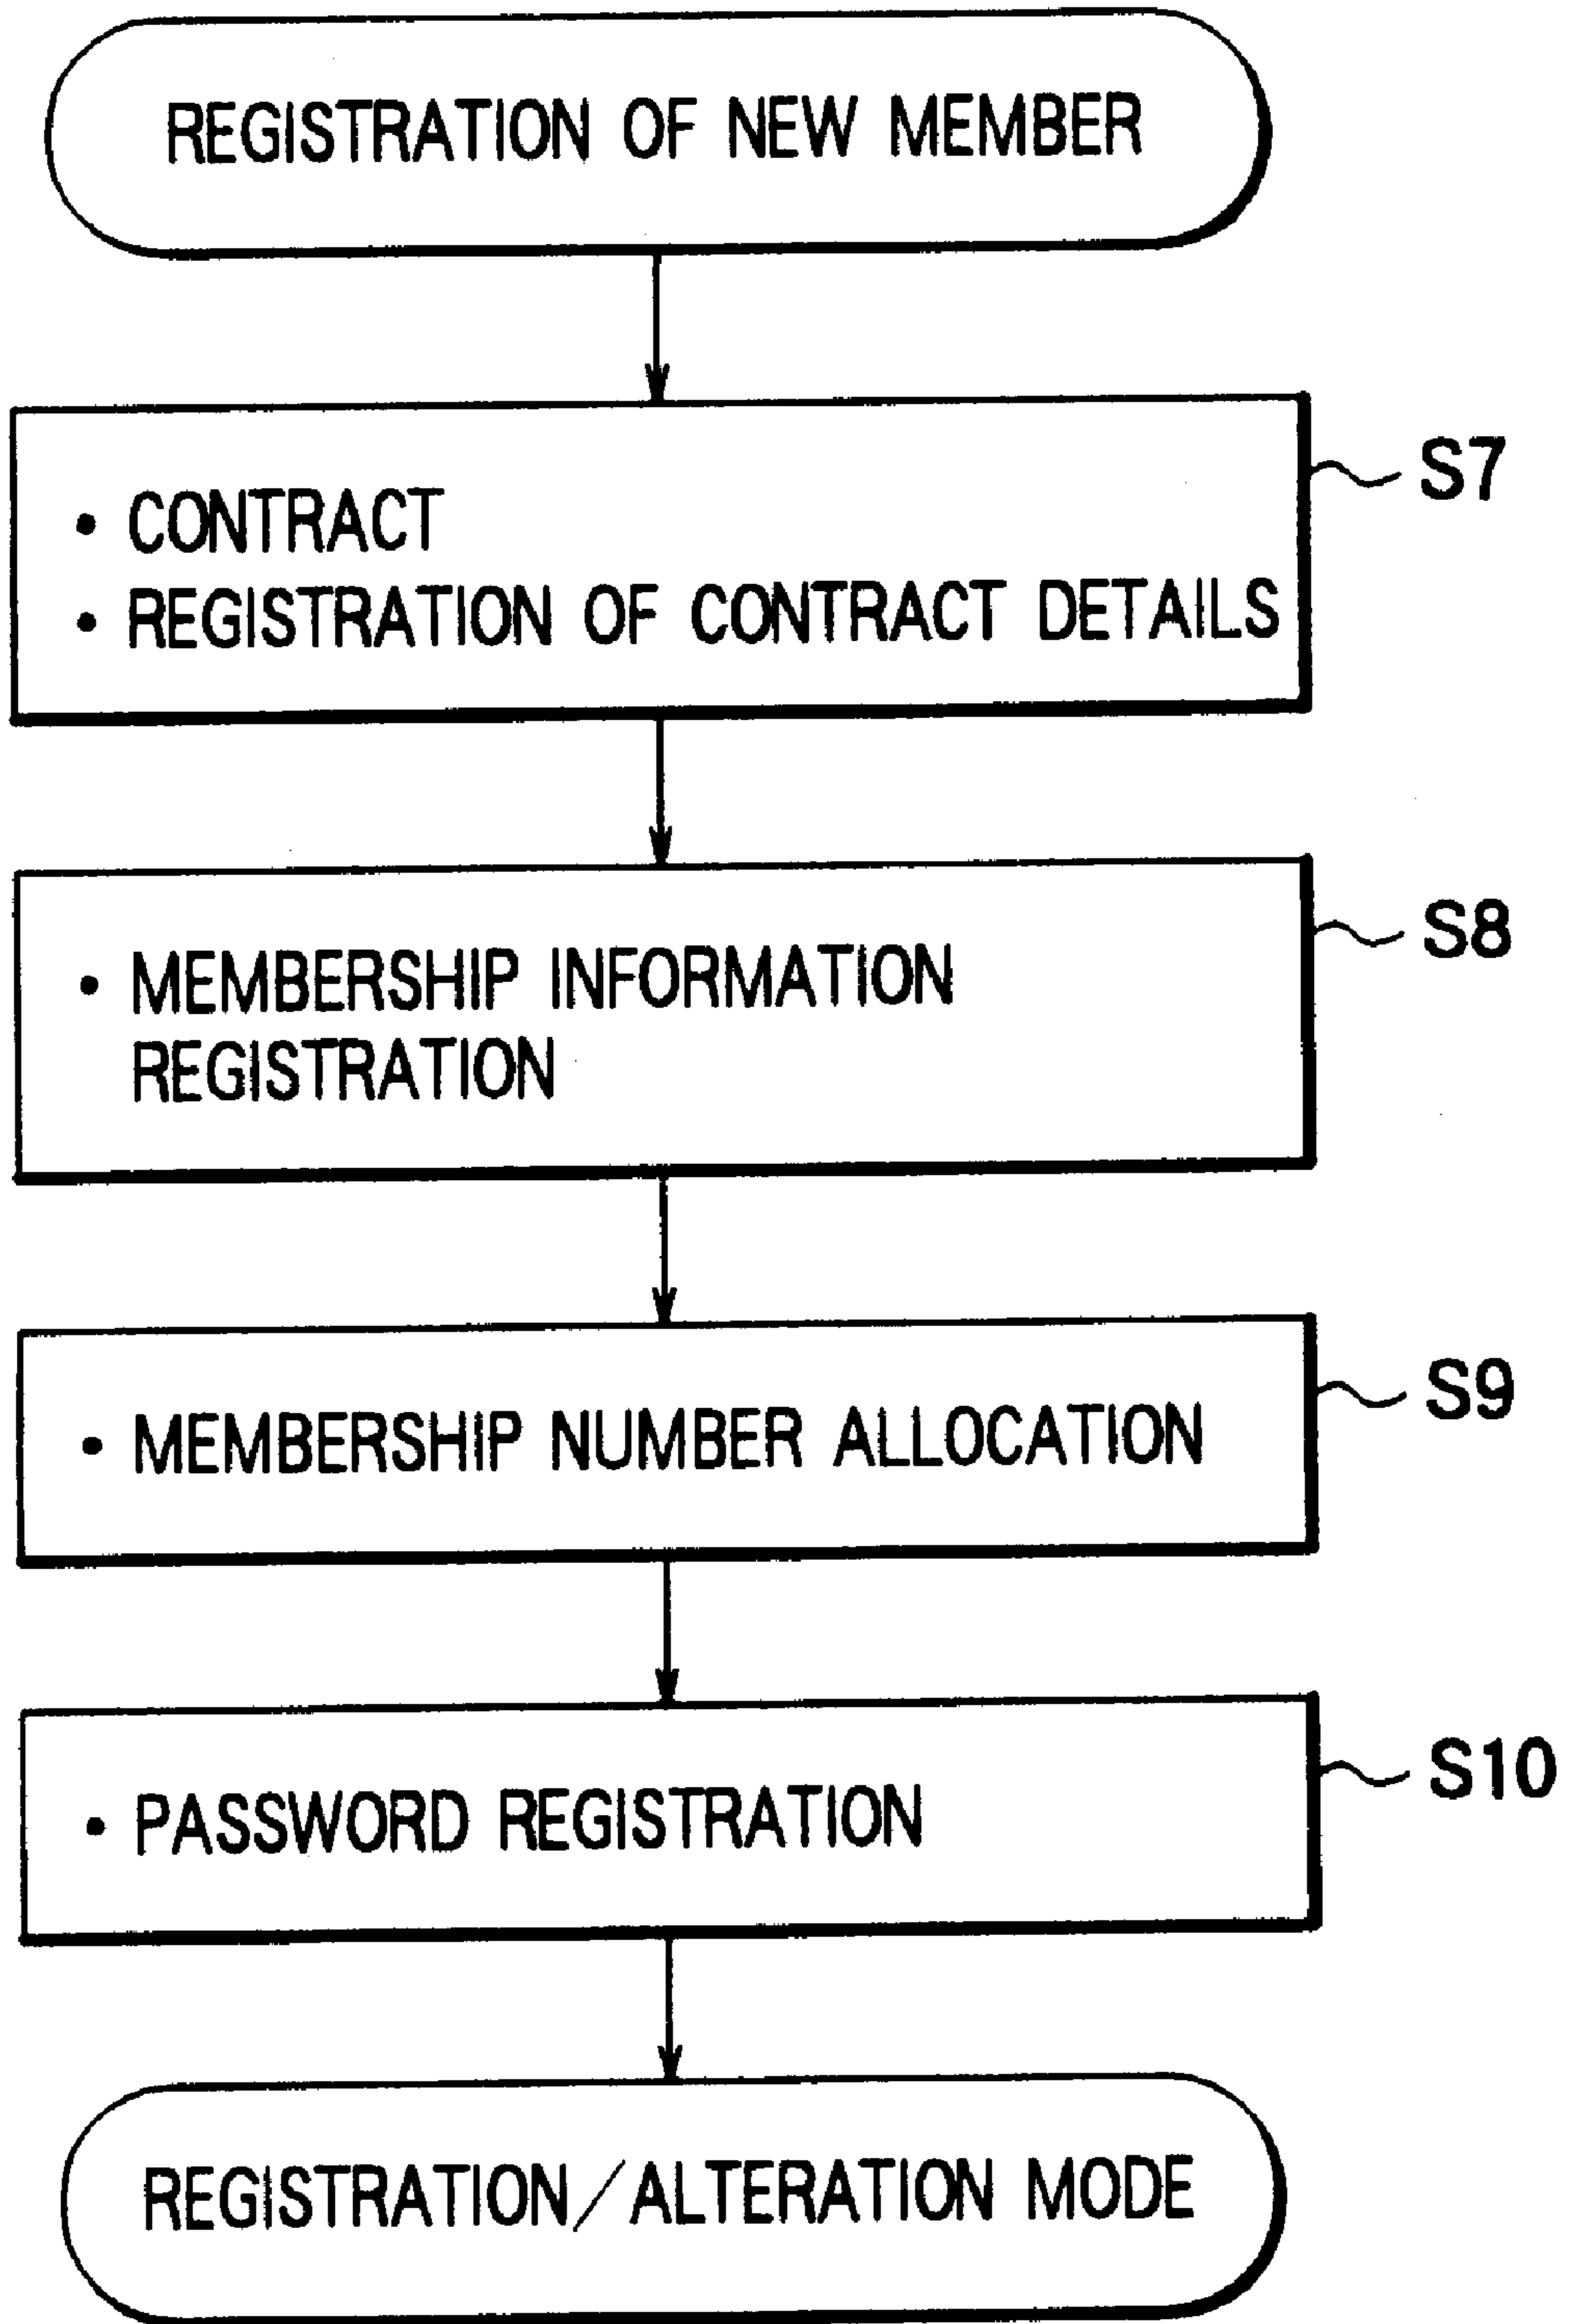 REGISTRATION OF NEW MEMBER
• CONTRACT
• REGISTRATION OF CONTRACT DETAILS
S7
• MEMBERSHIP INFORMATION
REGISTRATION
S8
• MEMBERSHIP NUMBER ALLOCATION
S9
• PASSWORD REGISTRATION
S10
REGISTRATION/ALTERATION MODE